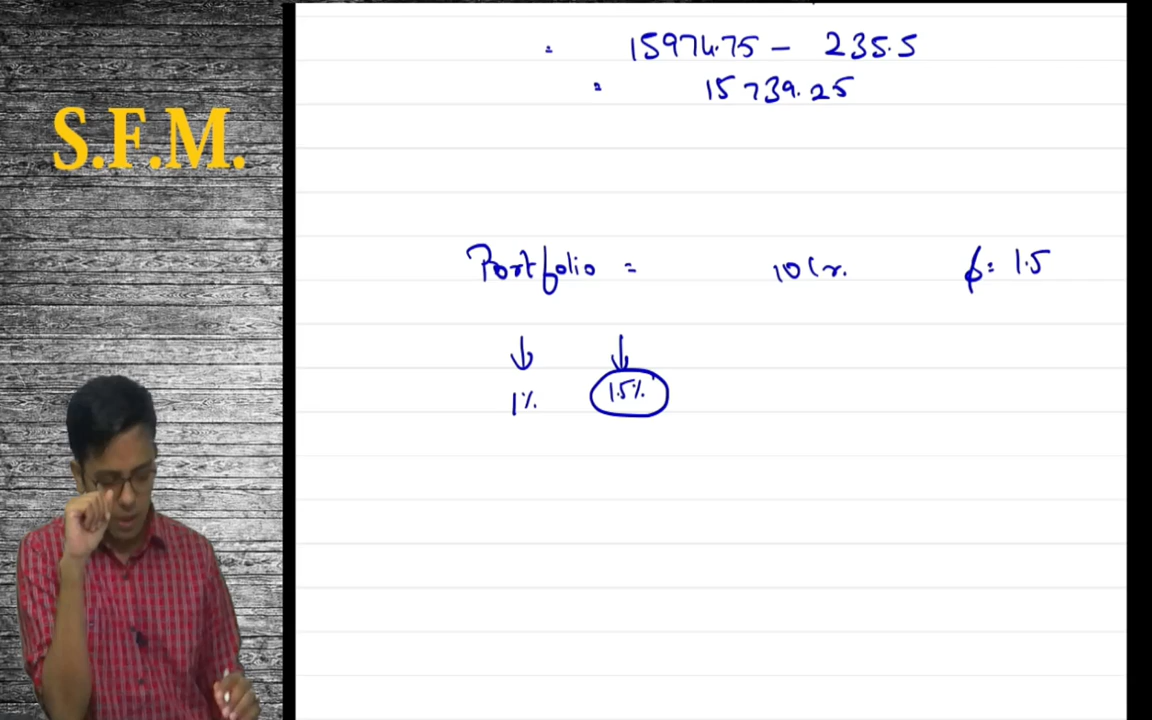 S.F.M.
= 15974.75 - 235.5
= 15739.25
Portfolio = 10 Cr. β = 1.5
↓ ↓
1% 1.5%